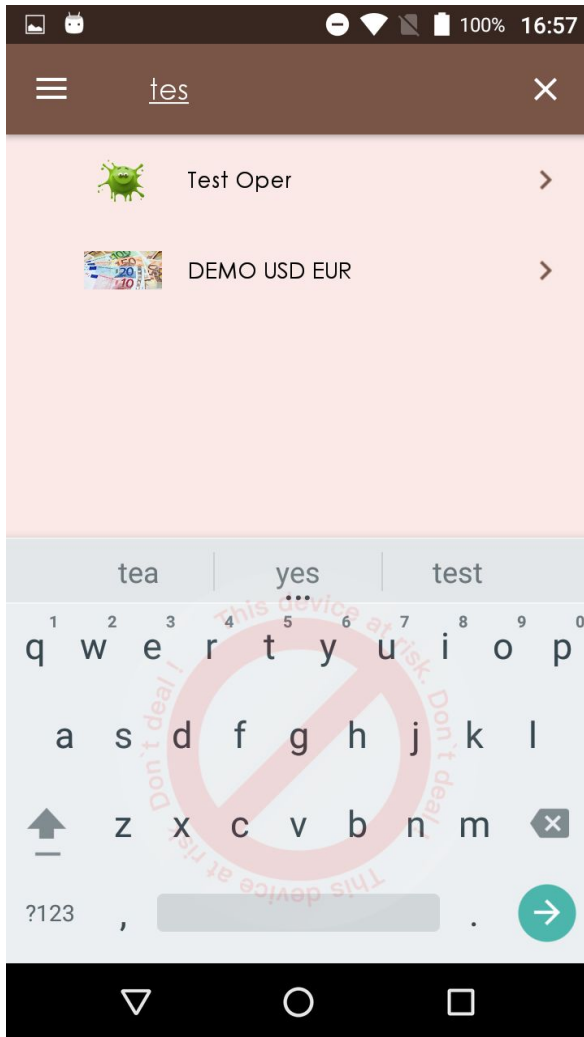 100% 16:57
tes
Test Oper
DEMO USD EUR
tea yes test
1 2 3 4 5 6 7 8 9 0
q w e r t y u i o p
a s d f g h j k l
z x c v b n m
?123 , .
This device at risk. Don`t deal !
This device at risk. Don`t deal !